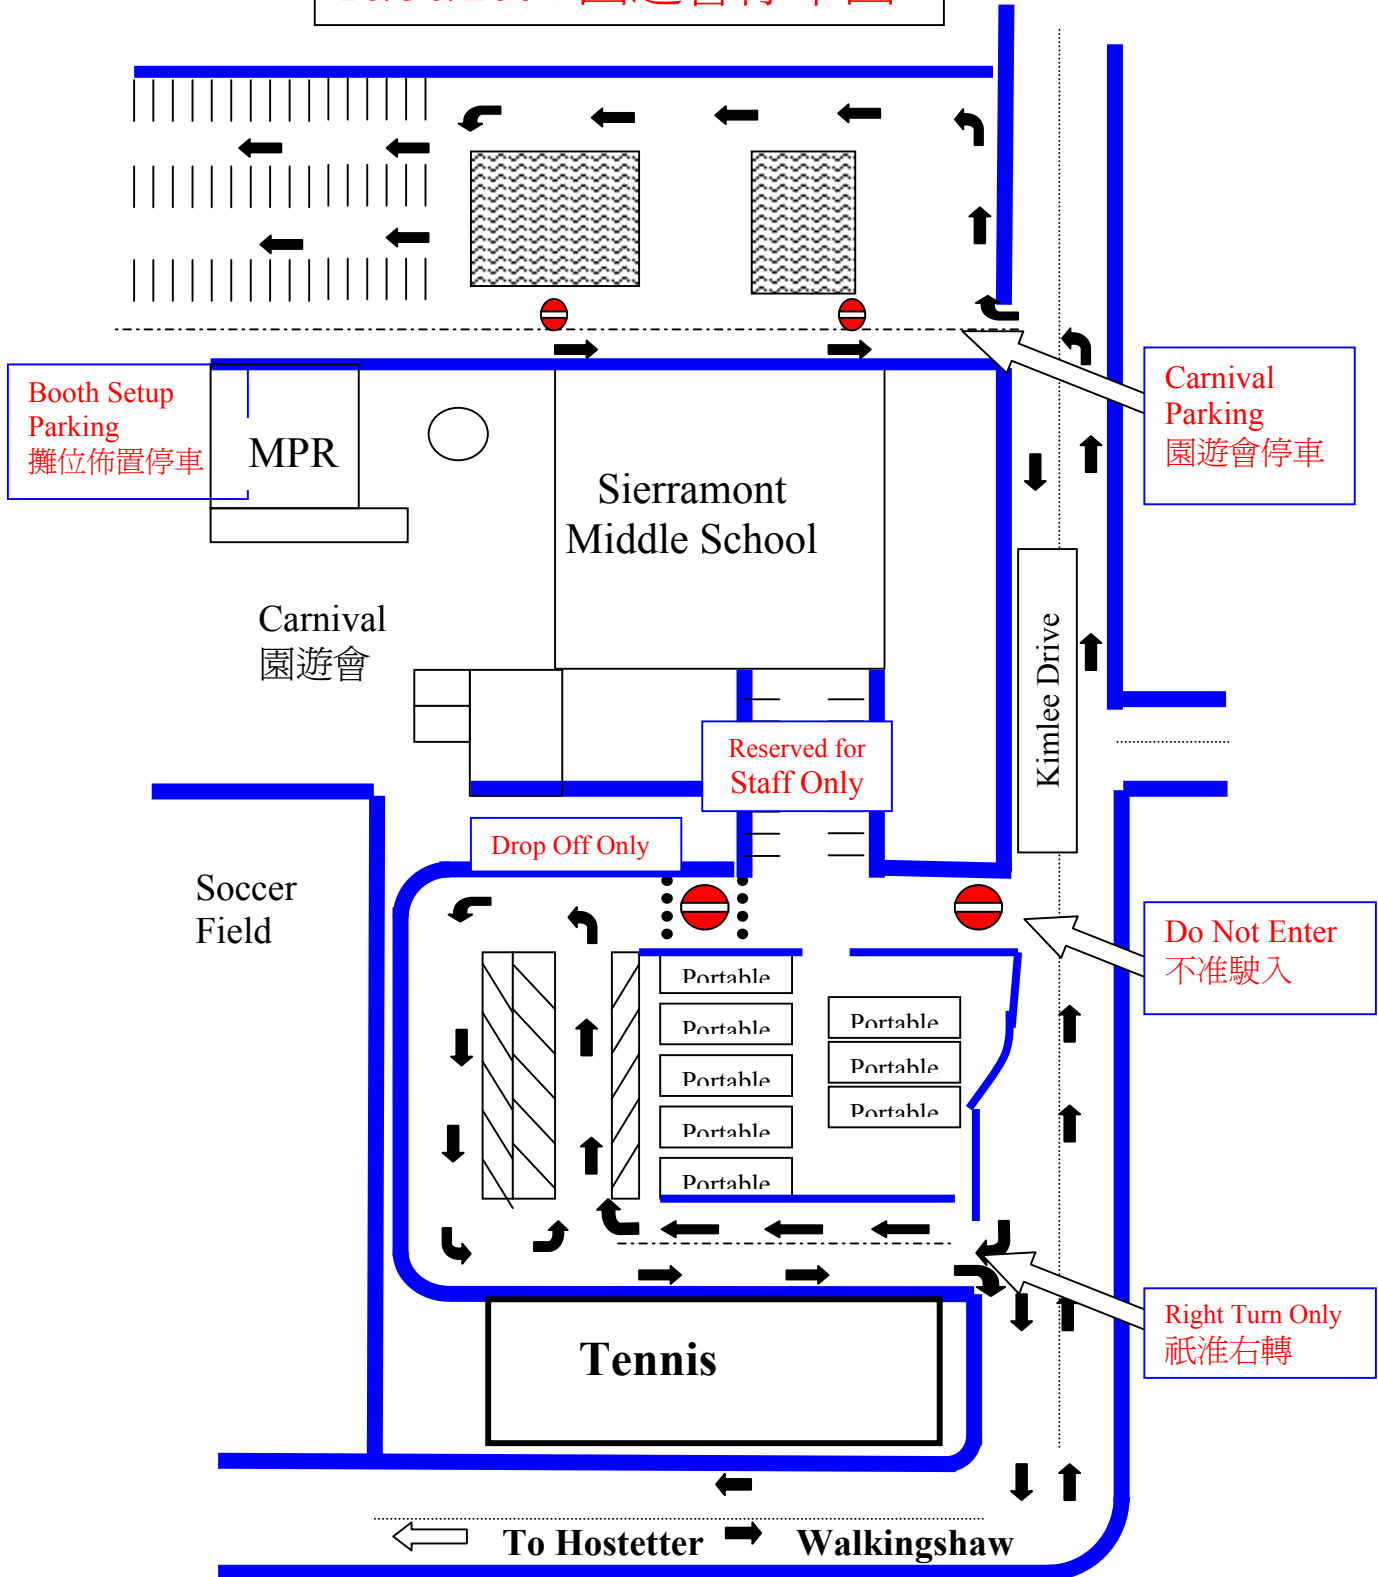 Booth Setup
Parking
攤位佈置停車
MPR
Sierramont
Middle School
Carnival
Parking
園遊會停車
Carnival
園遊會
Kimlee Drive
Reserved for
Staff Only
Drop Off Only
Soccer
Field
Do Not Enter
不准駛入
Portable
Portable
Portable
Portable
Portable
Portable
Portable
Portable
Right Turn Only
祇准右轉
Tennis
To Hostetter
Walkingshaw